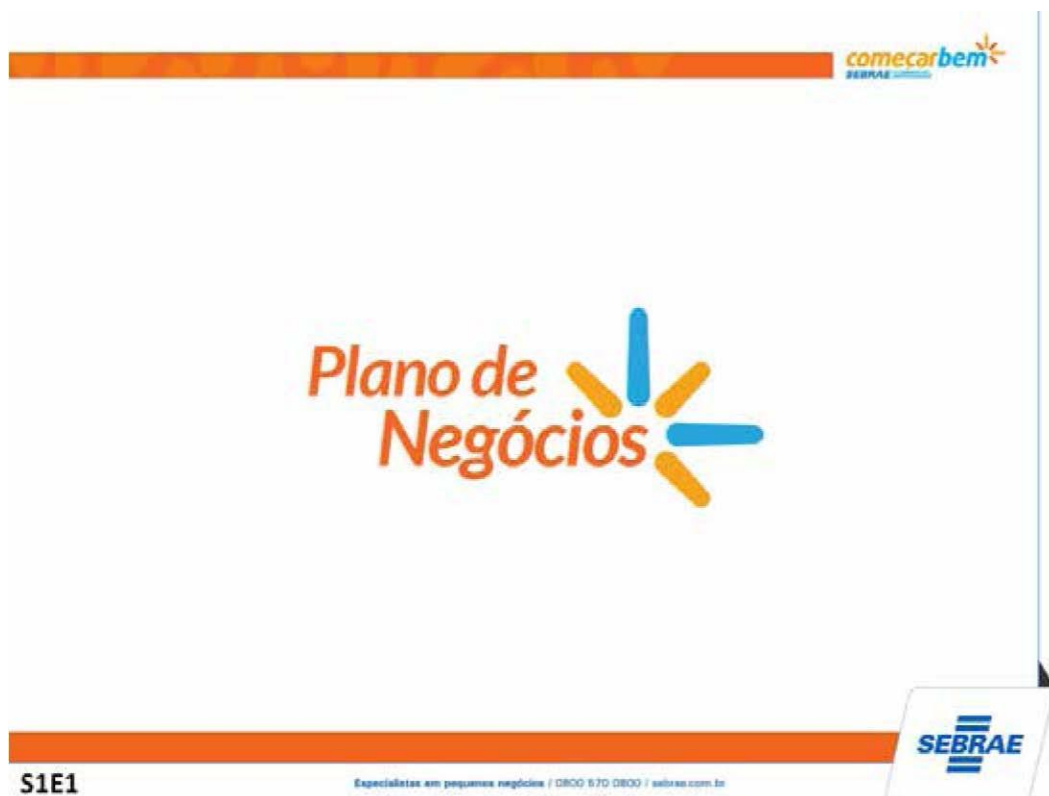 comecarbem
SEBRAE
Plano de
Negócios
SEBRAE
S1E1
Especialistas em pequenos negócios / 0800 570 0800 / sebrae.com.br